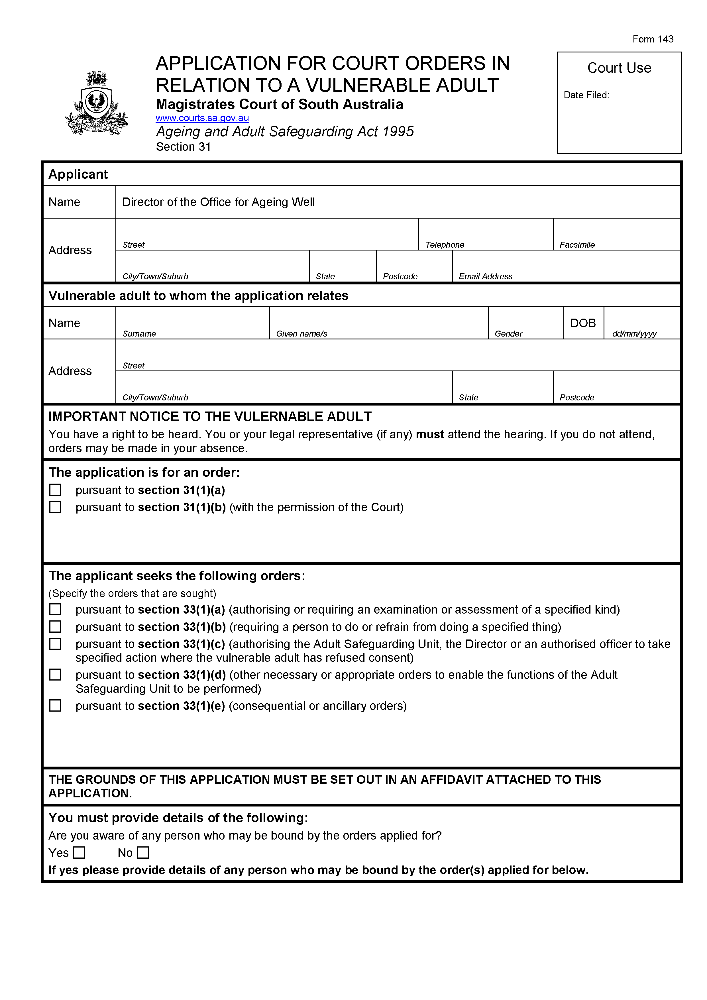 Form 143
APPLICATION FOR COURT ORDERS IN
RELATION TO A VULNERABLE ADULT
Magistrates Court of South Australia
www.courts.sa.gov.au
Ageing and Adult Safeguarding Act 1995
Section 31
Court Use
Date Filed:
SOUTH AUSTRALIA
Applicant
Name
Director of the Office for Ageing Well
Address
Street
Telephone
Facsimile
City/Town/Suburb
State
Postcode
Email Address
Vulnerable adult to whom the application relates
Name
Surname
Given name/s
Gender
DOB
dd/mm/yyyy
Address
Street
City/Town/Suburb
State
Postcode
IMPORTANT NOTICE TO THE VULERNABLE ADULT
You have a right to be heard. You or your legal representative (if any) must attend the hearing. If you do not attend,
orders may be made in your absence.
The application is for an order:
pursuant to section 31(1)(a)
pursuant to section 31(1)(b) (with the permission of the Court)
The applicant seeks the following orders:
(Specify the orders that are sought)
pursuant to section 33(1)(a) (authorising or requiring an examination or assessment of a specified kind)
pursuant to section 33(1)(b) (requiring a person to do or refrain from doing a specified thing)
pursuant to section 33(1)(c) (authorising the Adult Safeguarding Unit, the Director or an authorised officer to take
specified action where the vulnerable adult has refused consent)
pursuant to section 33(1)(d) (other necessary or appropriate orders to enable the functions of the Adult
Safeguarding Unit to be performed)
pursuant to section 33(1)(e) (consequential or ancillary orders)
THE GROUNDS OF THIS APPLICATION MUST BE SET OUT IN AN AFFIDAVIT ATTACHED TO THIS
APPLICATION.
You must provide details of the following:
Are you aware of any person who may be bound by the orders applied for?
Yes No
If yes please provide details of any person who may be bound by the order(s) applied for below.